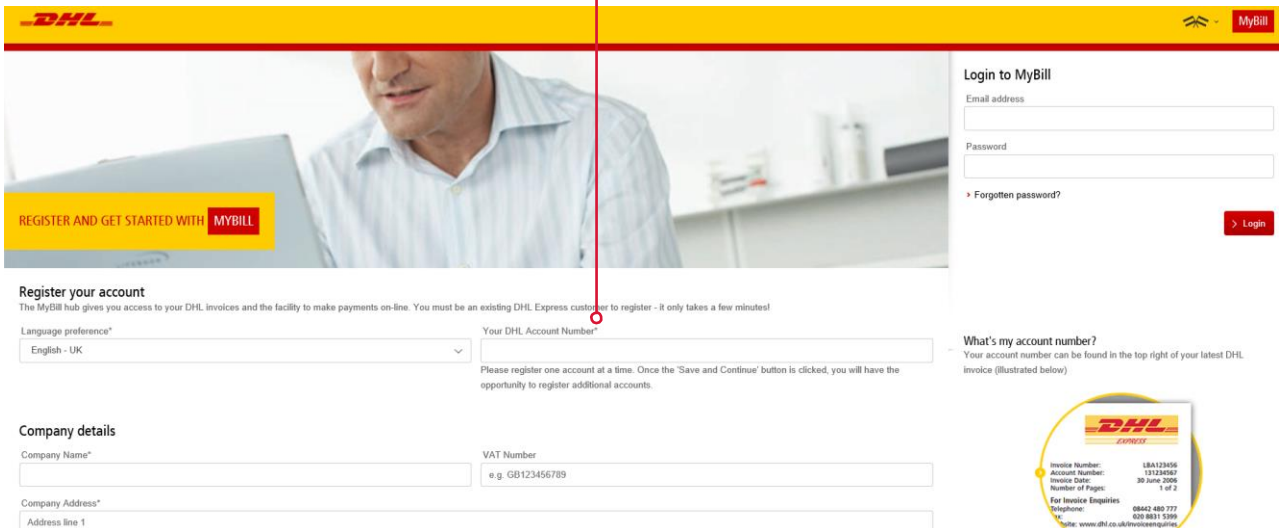 DHL
MyBill
Login to MyBill
Email address
Password
> Forgotten password?
> Login
REGISTER AND GET STARTED WITH MYBILL
Register your account
The MyBill hub gives you access to your DHL invoices and the facility to make payments on-line. You must be an existing DHL Express customer to register - it only takes a few minutes!
Language preference*
English - UK
Your DHL Account Number*
Please register one account at a time. Once the 'Save and Continue' button is clicked, you will have the
opportunity to register additional accounts.
What's my account number?
Your account number can be found in the top right of your latest DHL
invoice (illustrated below)
Company details
Company Name*
VAT Number
e.g. GB123456789
Company Address*
Address line 1
DHL
EXPRESS
Invoice Number: LBA123456
Account Number: 131234567
Invoice Date: 30 June 2006
Number of Pages: 1 of 2
For Invoice Enquiries
Telephone: 08442 480 777
020 8831 5399
www.dhl.co.uk/invoiceenquiries